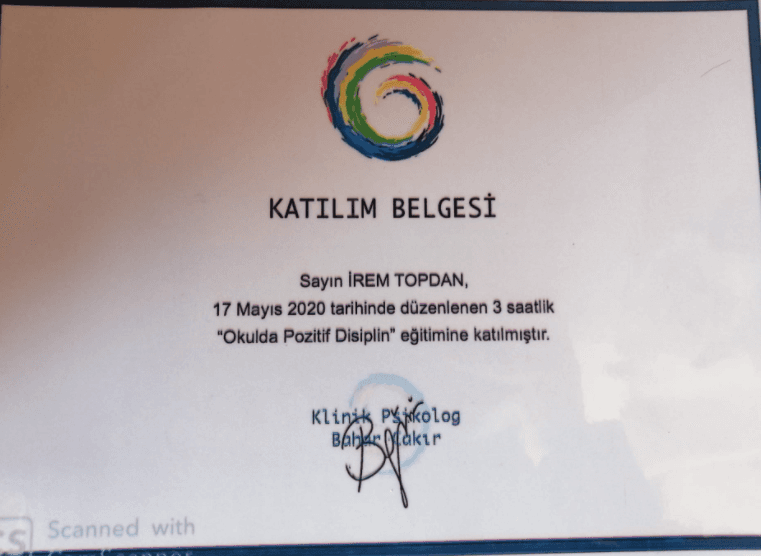 KATILIM BELGESİ
Sayın İREM TOPDAN,
17 Mayıs 2020 tarihinde düzenlenen 3 saatlik
“Okulda Pozitif Disiplin” eğitimine katılmıştır.
Klinik Psikolog
Bahar
CS Scanned with